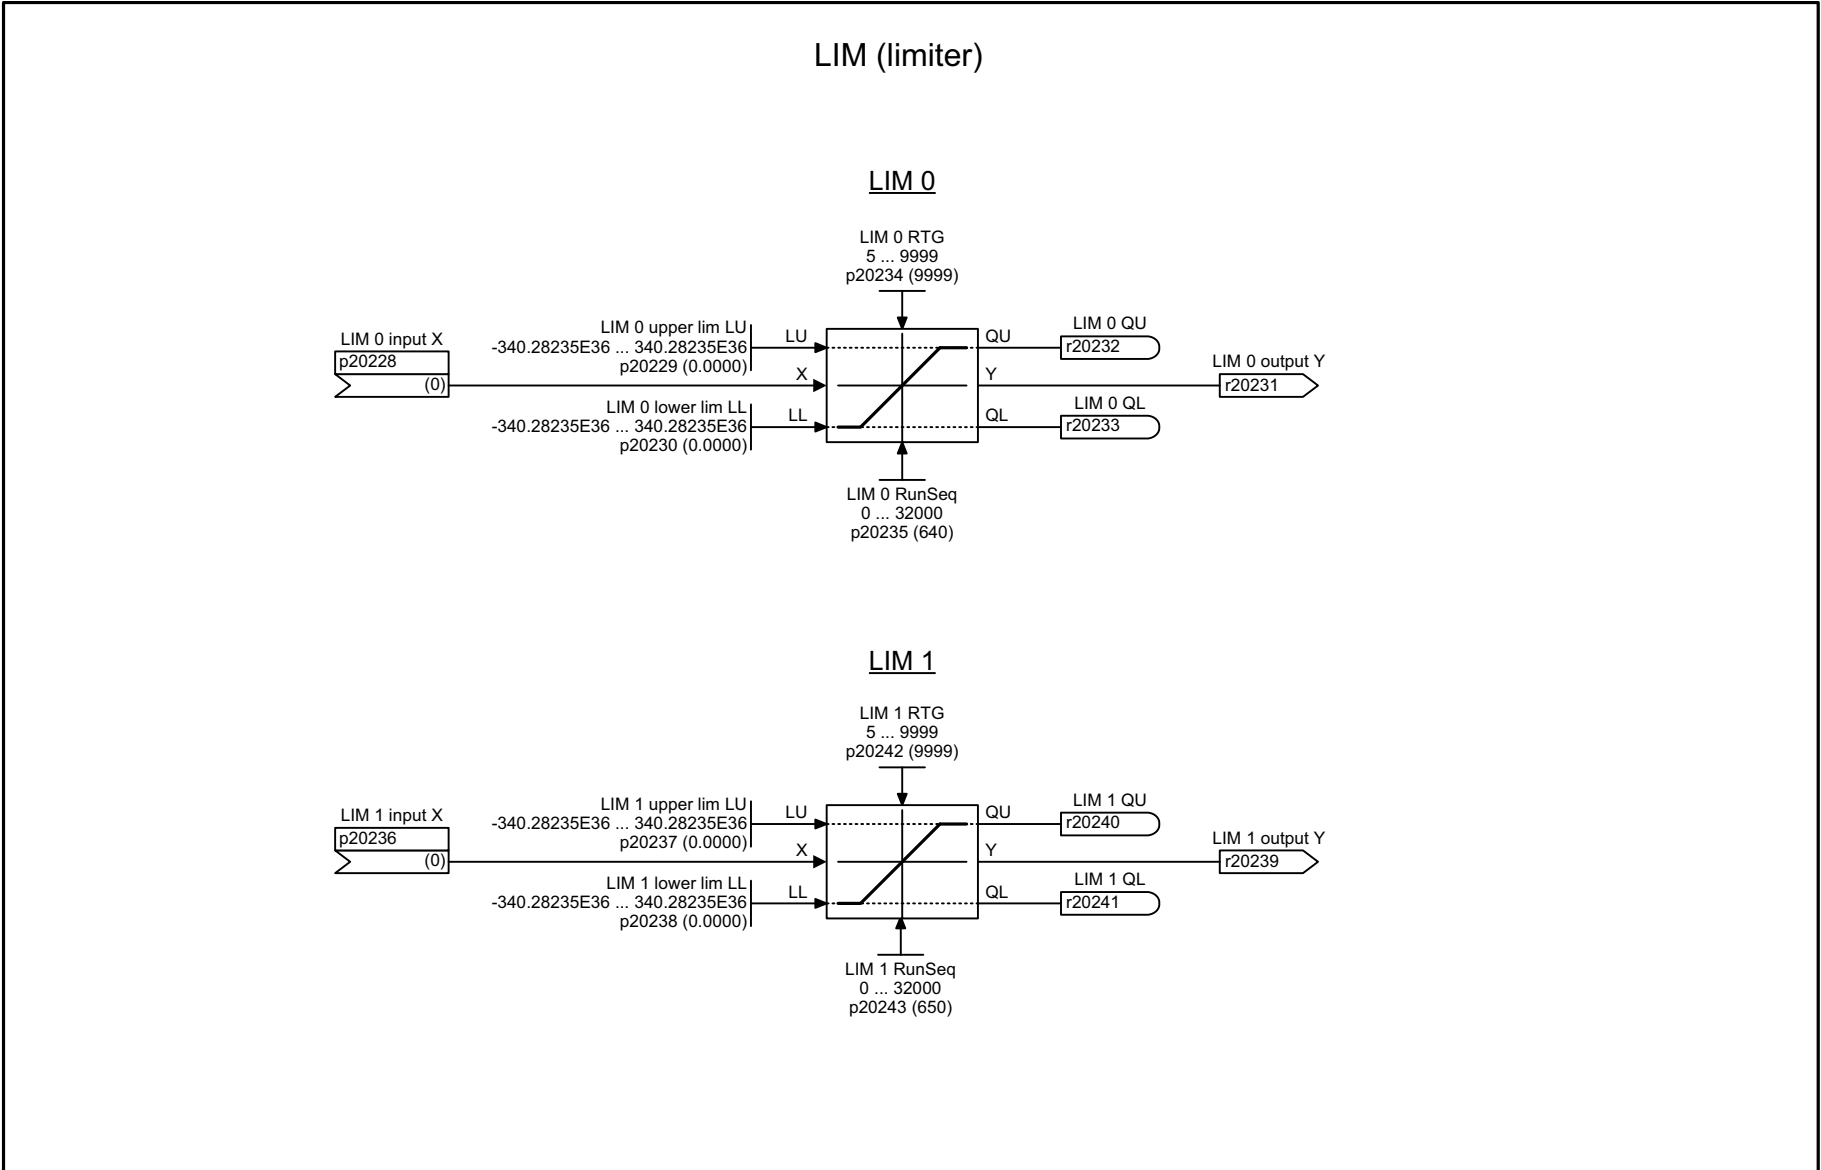 LIM (limiter)
LIM 0
LIM 0 RTG
5 ... 9999
p20234 (9999)
LIM 0 input X
p20228
(0)
LIM 0 upper lim LU
-340.28235E36 ... 340.28235E36
p20229 (0.0000)
LU
X
LIM 0 lower lim LL
-340.28235E36 ... 340.28235E36
p20230 (0.0000)
LL
QU
LIM 0 QU
r20232
Y
LIM 0 output Y
r20231
QL
LIM 0 QL
r20233
LIM 0 RunSeq
0 ... 32000
p20235 (640)
LIM 1
LIM 1 RTG
5 ... 9999
p20242 (9999)
LIM 1 input X
p20236
(0)
LIM 1 upper lim LU
-340.28235E36 ... 340.28235E36
p20237 (0.0000)
LU
X
LIM 1 lower lim LL
-340.28235E36 ... 340.28235E36
p20238 (0.0000)
LL
QU
LIM 1 QU
r20240
Y
LIM 1 output Y
r20239
QL
LIM 1 QL
r20241
LIM 1 RunSeq
0 ... 32000
p20243 (650)